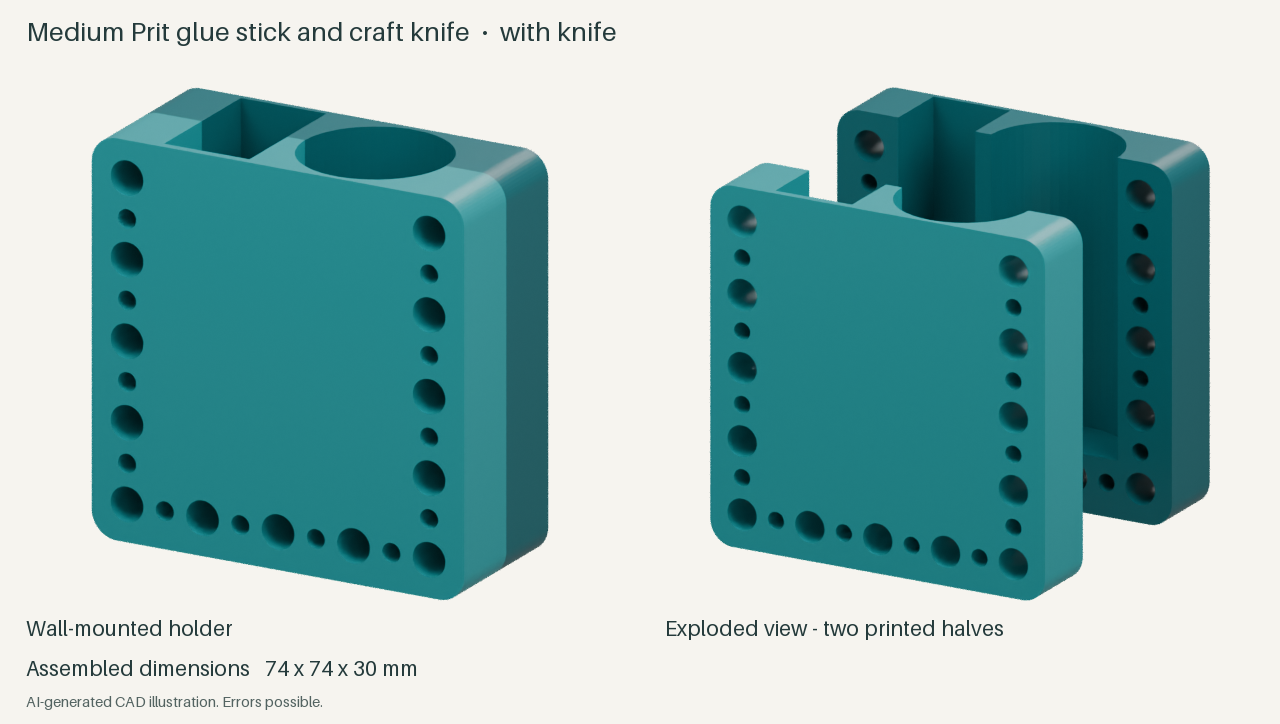 Medium Prit glue stick and craft knife · with knife
Wall-mounted holder
Exploded view - two printed halves
Assembled dimensions 74 x 74 x 30 mm
AI-generated CAD illustration. Errors possible.